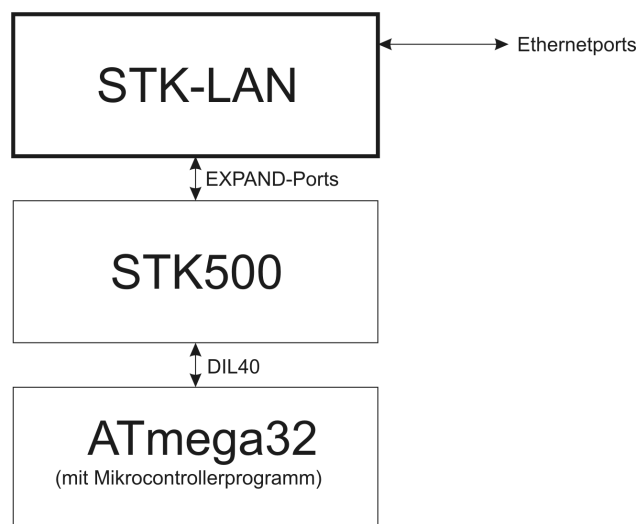 STK-LAN
Ethernetports
EXPAND-Ports
STK500
DIL40
ATmega32
(mit Mikrocontrollerprogramm)